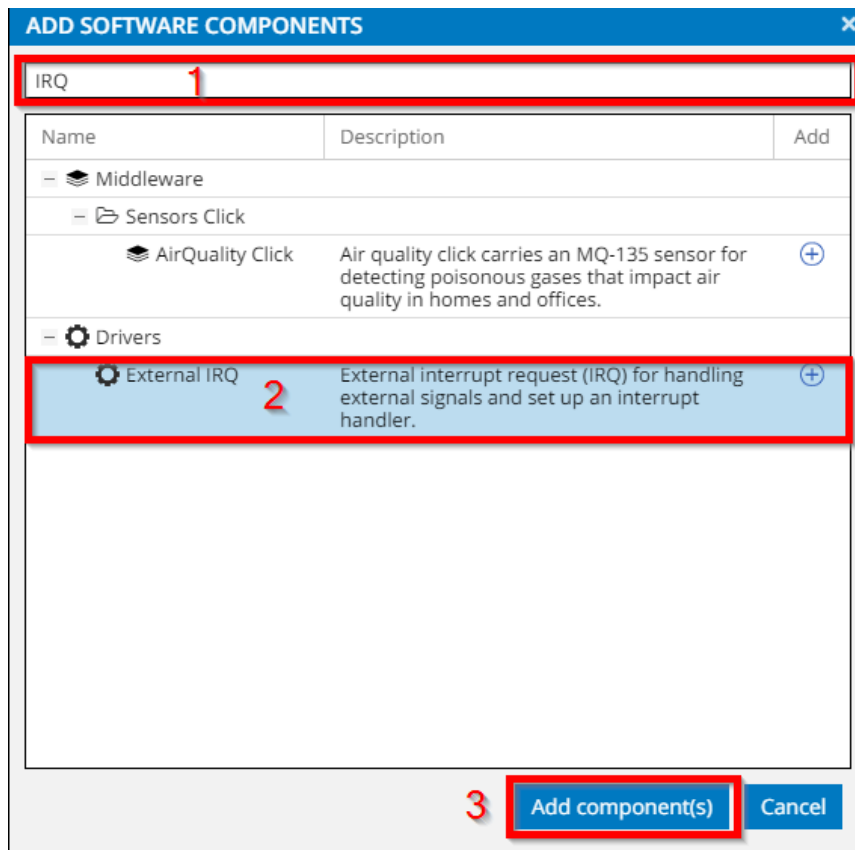 ADD SOFTWARE COMPONENTS
IRQ 1
Name Description Add
Middleware
Sensors Click
AirQuality Click Air quality click carries an MQ-135 sensor for
detecting poisonous gases that impact air
quality in homes and offices.
Drivers
External IRQ 2 External interrupt request (IRQ) for handling
external signals and set up an interrupt
handler.
3 Add component(s) Cancel